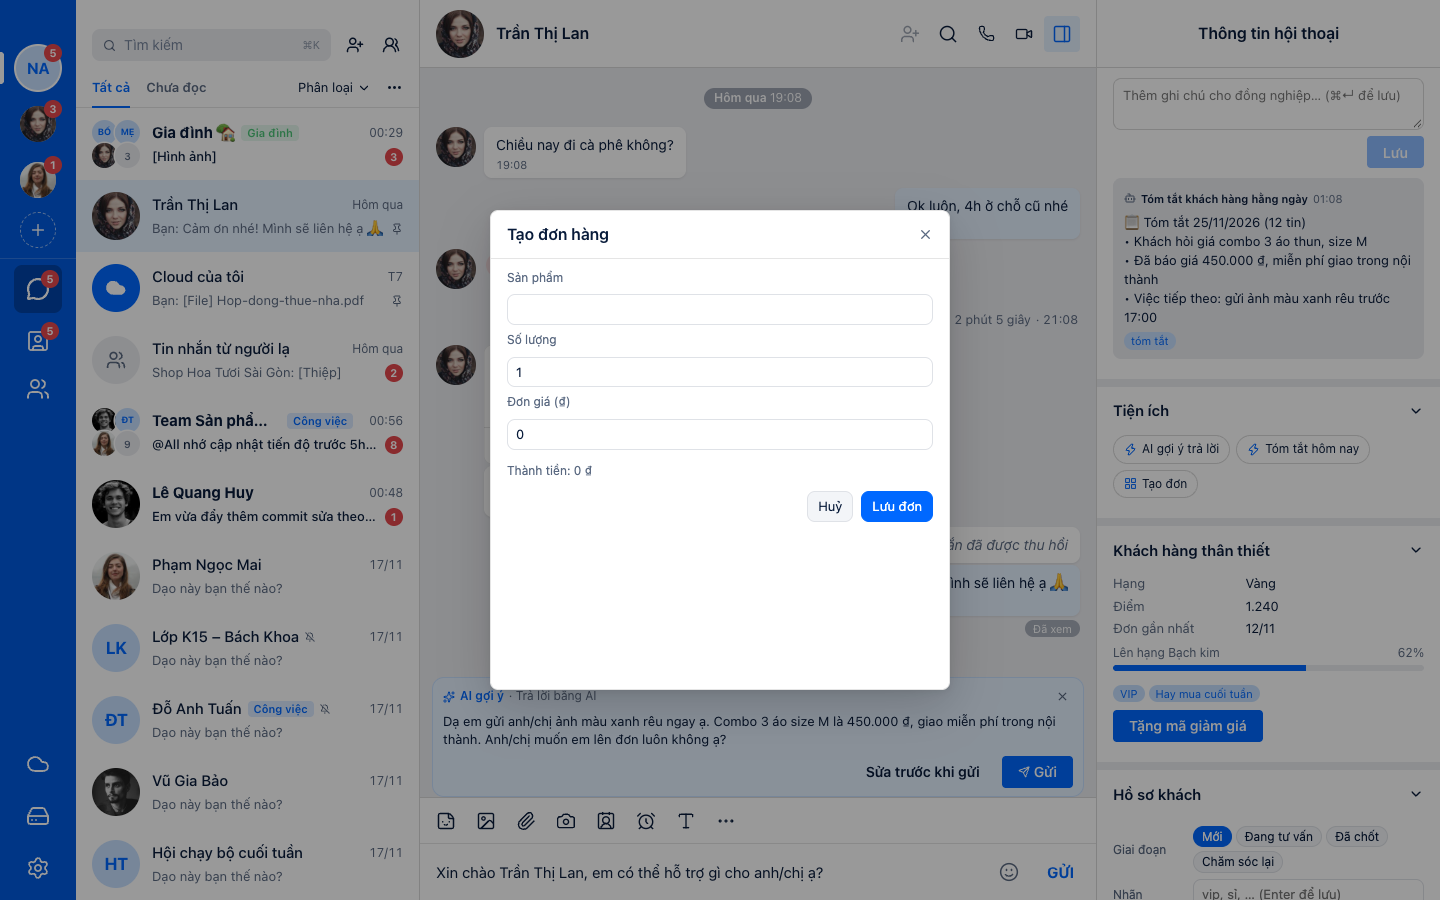 NA
5
3
1
5
5
Tìm kiếm
⌘K
Tất cả
Chưa đọc
Phân loại
BỐ
MẸ
3
Gia đình 🏡
Gia đình
00:29
[Hình ảnh]
3
Trần Thị Lan
Hôm qua
Bạn: Cảm ơn nhé! Mình sẽ liên hệ ạ 🙏
Cloud của tôi
T7
Bạn: [File] Hop-dong-thue-nha.pdf
Tin nhắn từ người lạ
Hôm qua
Shop Hoa Tươi Sài Gòn: [Thiệp]
2
ĐT
9
Team Sản phẩ...
Công việc
00:56
@All nhớ cập nhật tiến độ trước 5h...
8
Lê Quang Huy
00:48
Em vừa đẩy thêm commit sửa theo...
1
Phạm Ngọc Mai
17/11
Dạo này bạn thế nào?
LK
Lớp K15 – Bách Khoa
17/11
Dạo này bạn thế nào?
ĐT
Đỗ Anh Tuấn
Công việc
17/11
Dạo này bạn thế nào?
Vũ Gia Bảo
17/11
Dạo này bạn thế nào?
HT
Hội chạy bộ cuối tuần
17/11
Dạo này bạn thế nào?
Trần Thị Lan
Hôm qua 19:08
Chiều nay đi cà phê không?
19:08
Ok luôn, 4h ở chỗ cũ nhé
2 phút 5 giây · 21:08
đã được thu hồi
sẽ liên hệ ạ 🙏
Đã xem
Tạo đơn hàng
Sản phẩm
Số lượng
1
Đơn giá (₫)
0
Thành tiền: 0 ₫
Huỷ
Lưu đơn
AI gợi ý · Trả lời bằng AI
Dạ em gửi anh/chị ảnh màu xanh rêu ngay ạ. Combo 3 áo size M là 450.000 ₫, giao miễn phí trong nội
thành. Anh/chị muốn em lên đơn luôn không ạ?
Sửa trước khi gửi
Gửi
Xin chào Trần Thị Lan, em có thể hỗ trợ gì cho anh/chị ạ?
GỬI
Thông tin hội thoại
Thêm ghi chú cho đồng nghiệp... (⌘↵ để lưu)
Lưu
Tóm tắt khách hàng hằng ngày 01:08
🗒️ Tóm tắt 25/11/2026 (12 tin)
• Khách hỏi giá combo 3 áo thun, size M
• Đã báo giá 450.000 ₫, miễn phí giao trong nội
thành
• Việc tiếp theo: gửi ảnh màu xanh rêu trước
17:00
tóm tắt
Tiện ích
AI gợi ý trả lời
Tóm tắt hôm nay
Tạo đơn
Khách hàng thân thiết
Hạng
Vàng
Điểm
1.240
Đơn gần nhất
12/11
Lên hạng Bạch kim
62%
VIP
Hay mua cuối tuần
Tặng mã giảm giá
Hồ sơ khách
Giai đoạn
Mới
Đang tư vấn
Đã chốt
Chăm sóc lại
Nhãn
vip, sỉ, ... (Enter để lưu)